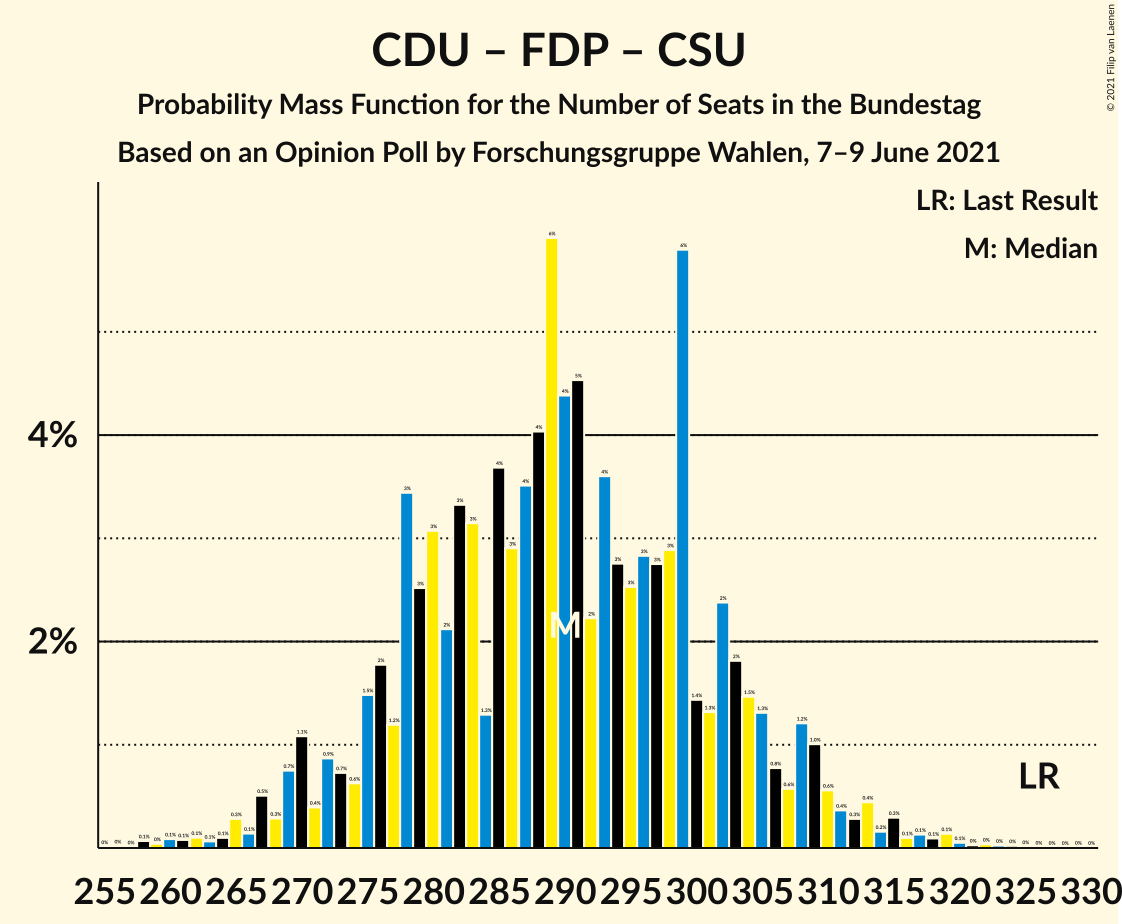 CDU – FDP – CSU
Probability Mass Function for the Number of Seats in the Bundestag
Based on an Opinion Poll by Forschungsgruppe Wahlen, 7–9 June 2021
© 2021 Filip van Laenen
LR: Last Result
M: Median
4%
2%
M
LR
255 260 265 270 275 280 285 290 295 300 305 310 315 320 325 330